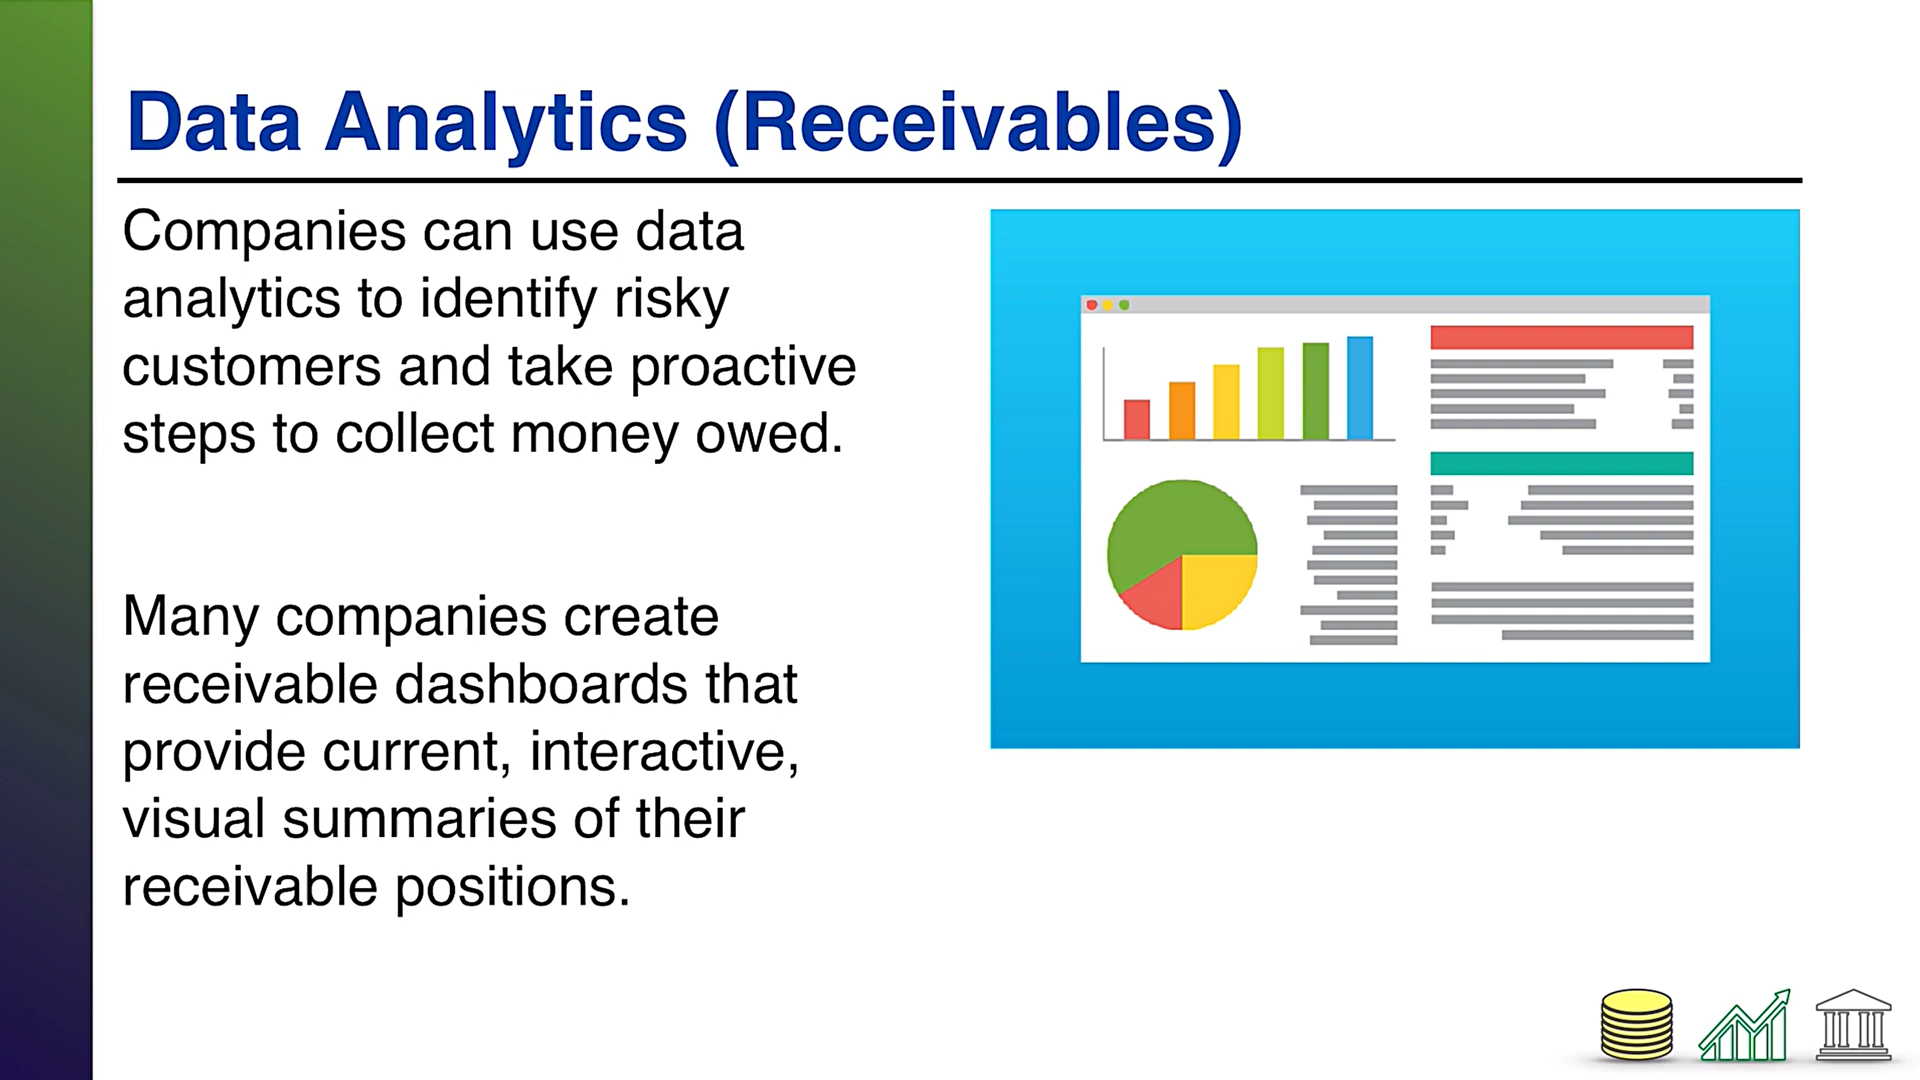 Data Analytics (Receivables)
Companies can use data
analytics to identify risky
customers and take proactive
steps to collect money owed.
Many companies create
receivable dashboards that
provide current, interactive,
visual summaries of their
receivable positions.